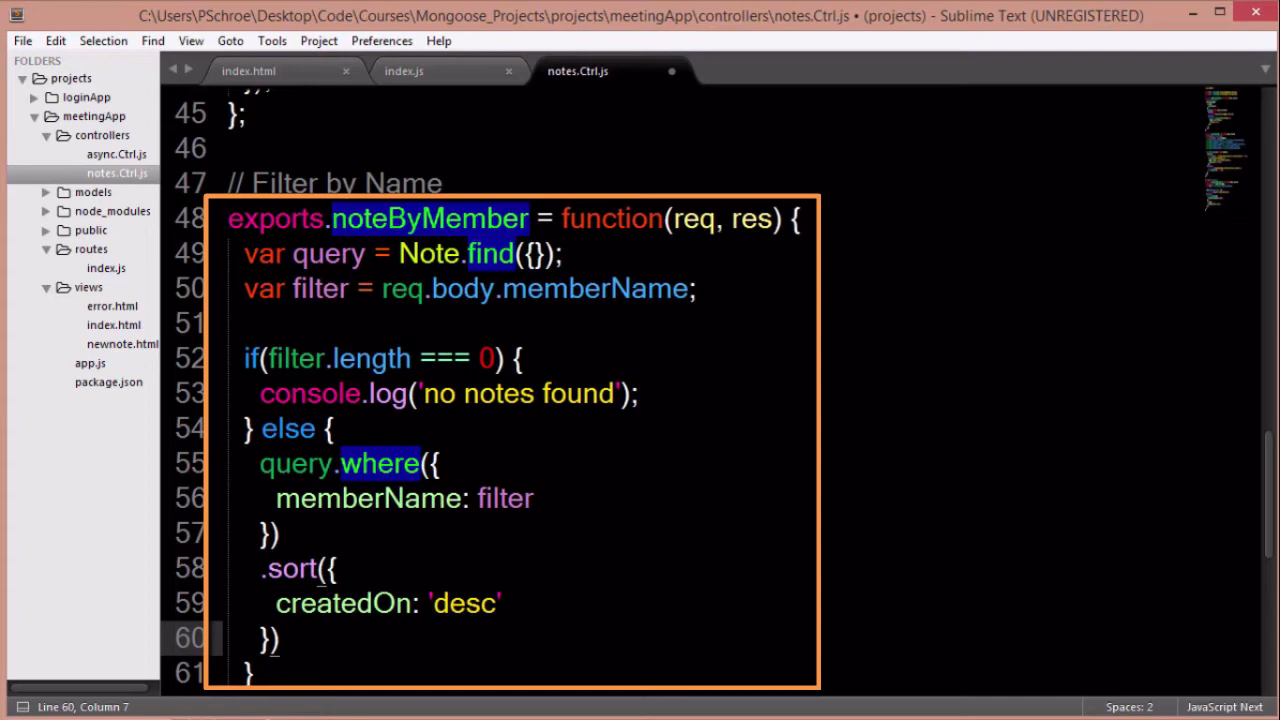 C:\Users\PSchroe\Desktop\Code\Courses\Mongoose_Projects\projects\meetingApp\controllers\notes.Ctrl.js • (projects) - Sublime Text (UNREGISTERED)
File Edit Selection Find View Goto Tools Project Preferences Help
FOLDERS
projects
loginApp
meetingApp
controllers
async.Ctrl.js
notes.Ctrl.js
models
node_modules
public
routes
index.js
views
error.html
index.html
newnote.html
app.js
package.json
index.html index.js notes.Ctrl.js
45 };
46
47 // Filter by Name
48 exports.noteByMember = function(req, res) {
49 var query = Note.find({});
50 var filter = req.body.memberName;
51
52 if(filter.length === 0) {
53 console.log('no notes found');
54 } else {
55 query.where({
56 memberName: filter
57 })
58 .sort({
59 createdOn: 'desc'
60 })
61 }
Line 60, Column 7 Spaces: 2 JavaScript Next